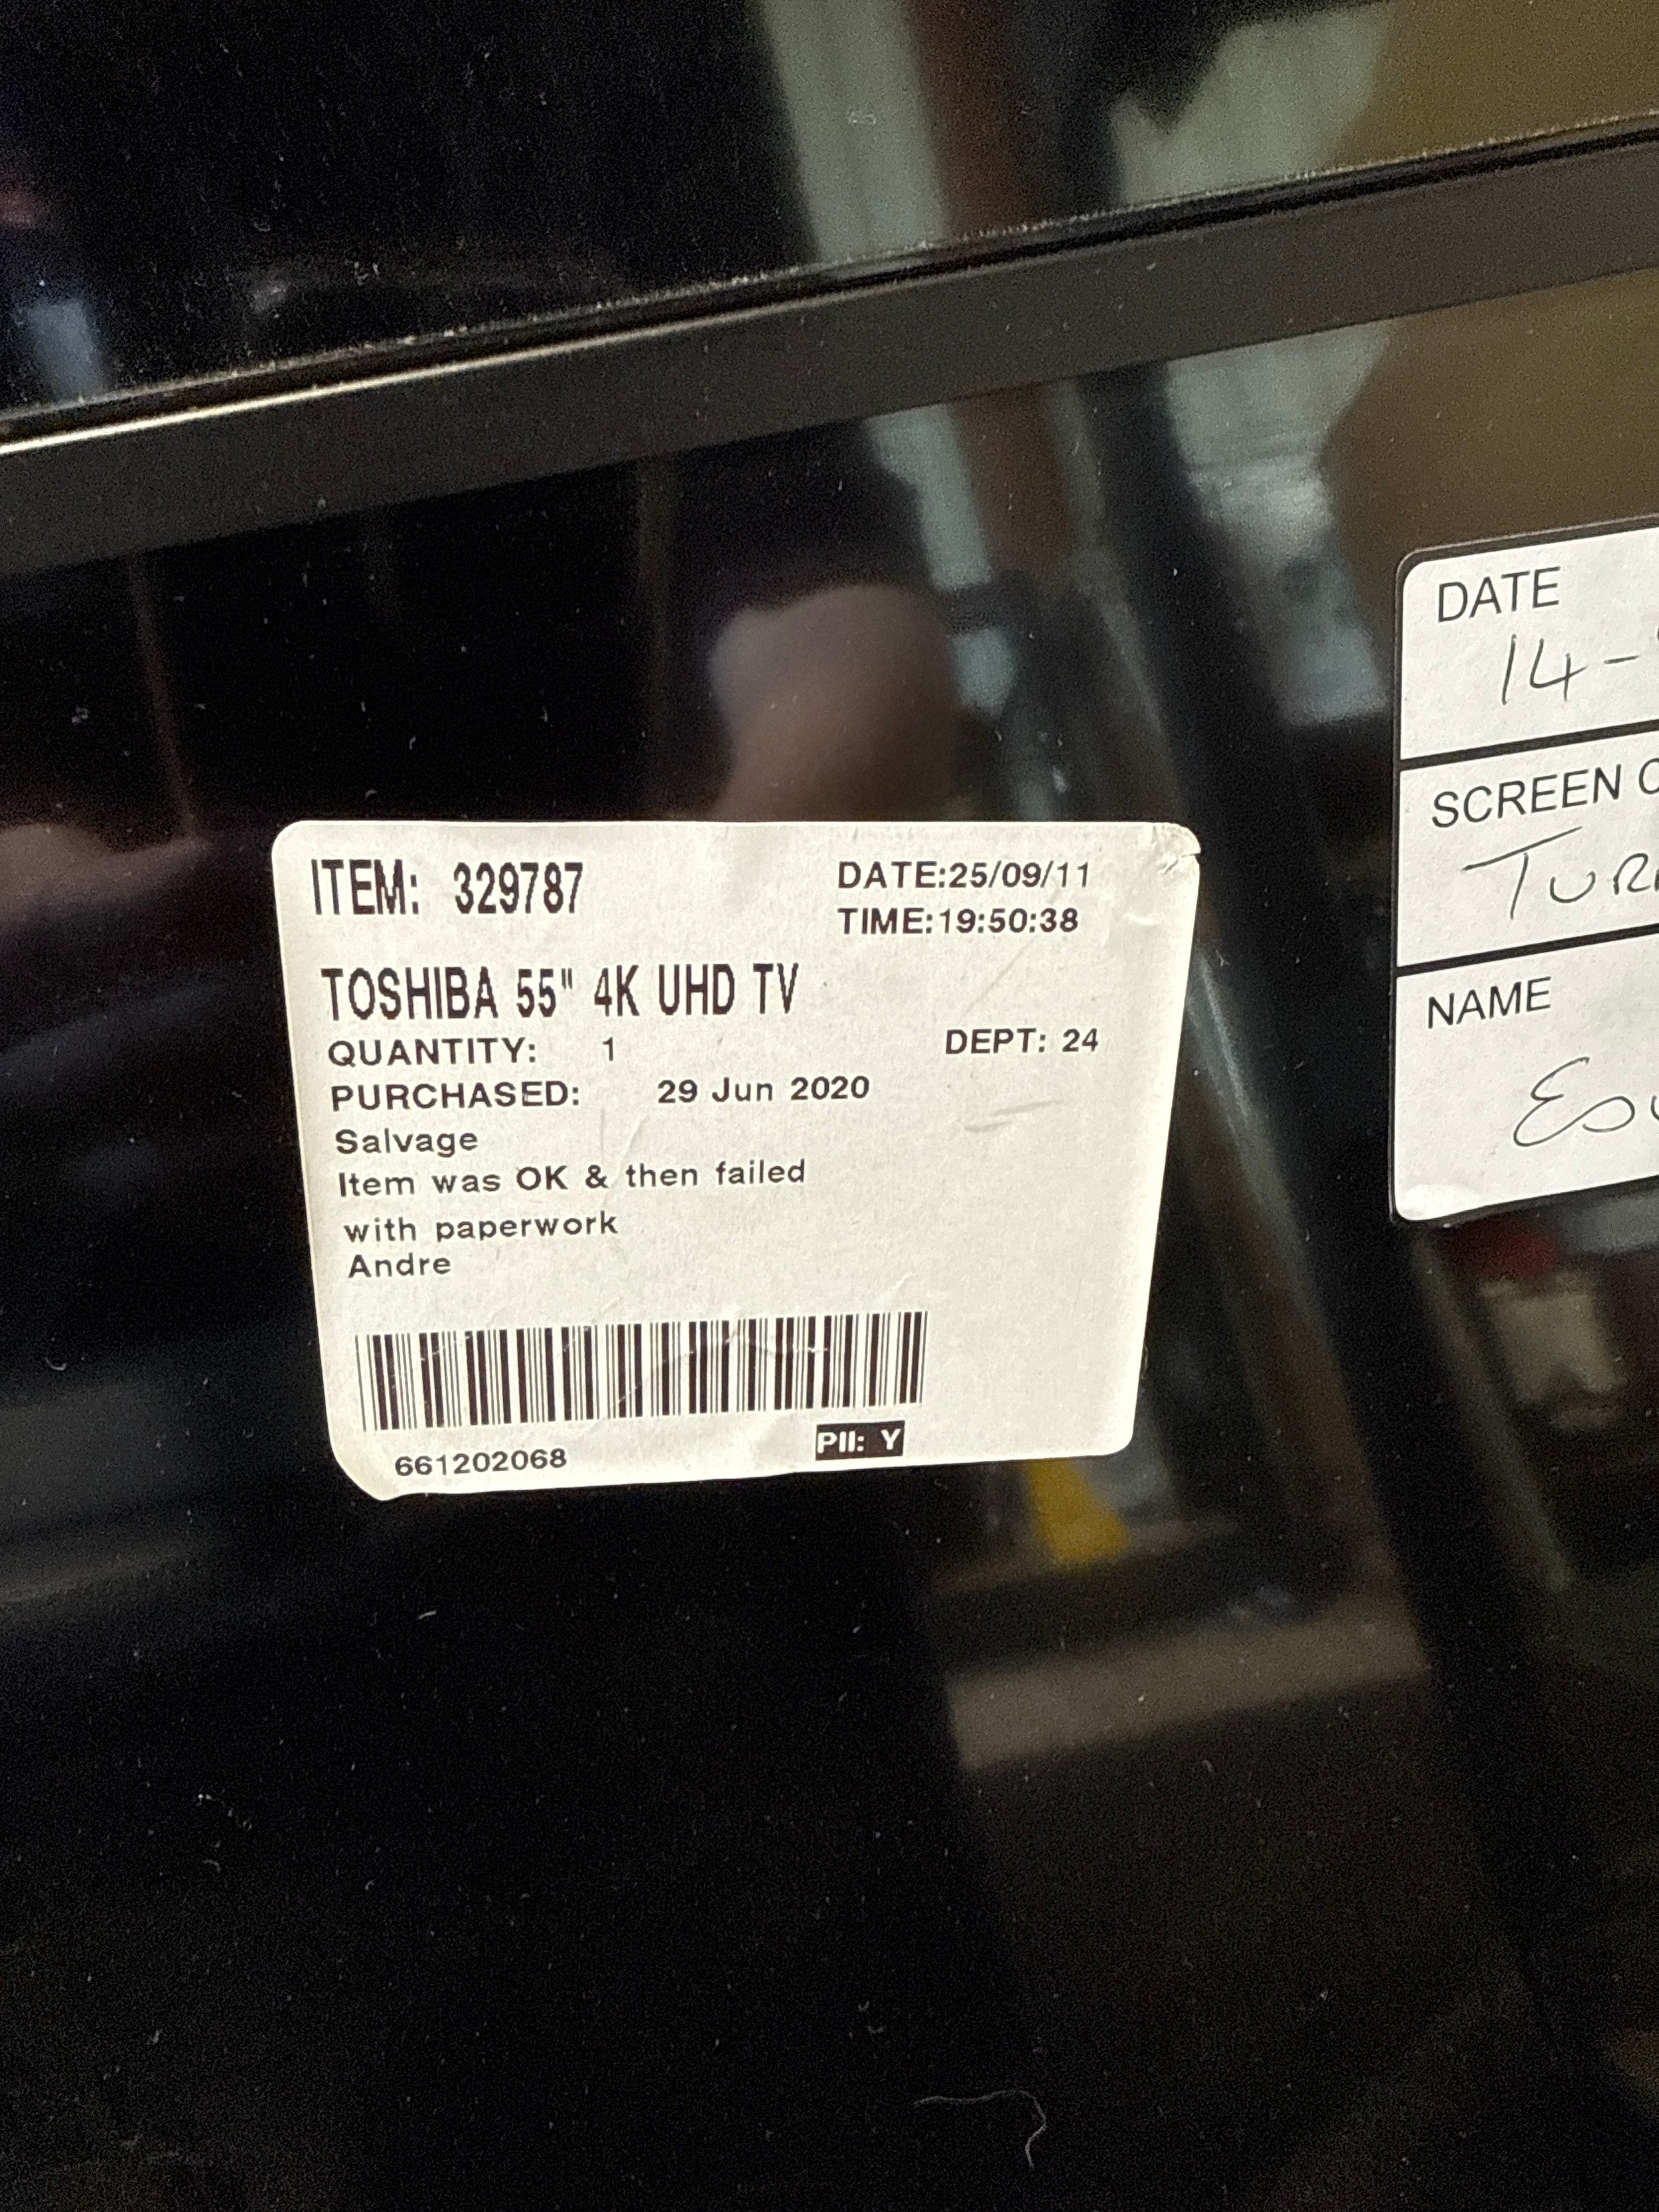 ITEM: 329787
DATE:25/09/11
TIME:19:50:38
TOSHIBA 55" 4K UHD TV
QUANTITY: 1
DEPT: 24
PURCHASED: 29 Jun 2020
Salvage
Item was OK & then failed
with paperwork
Andre
661202068
PII: Y
DATE
14-
SCREEN
NAME